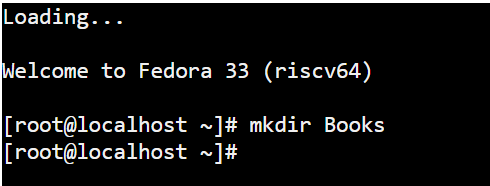 Loading...
Welcome to Fedora 33 (riscv64)
[root@localhost ~]# mkdir Books
[root@localhost ~]#